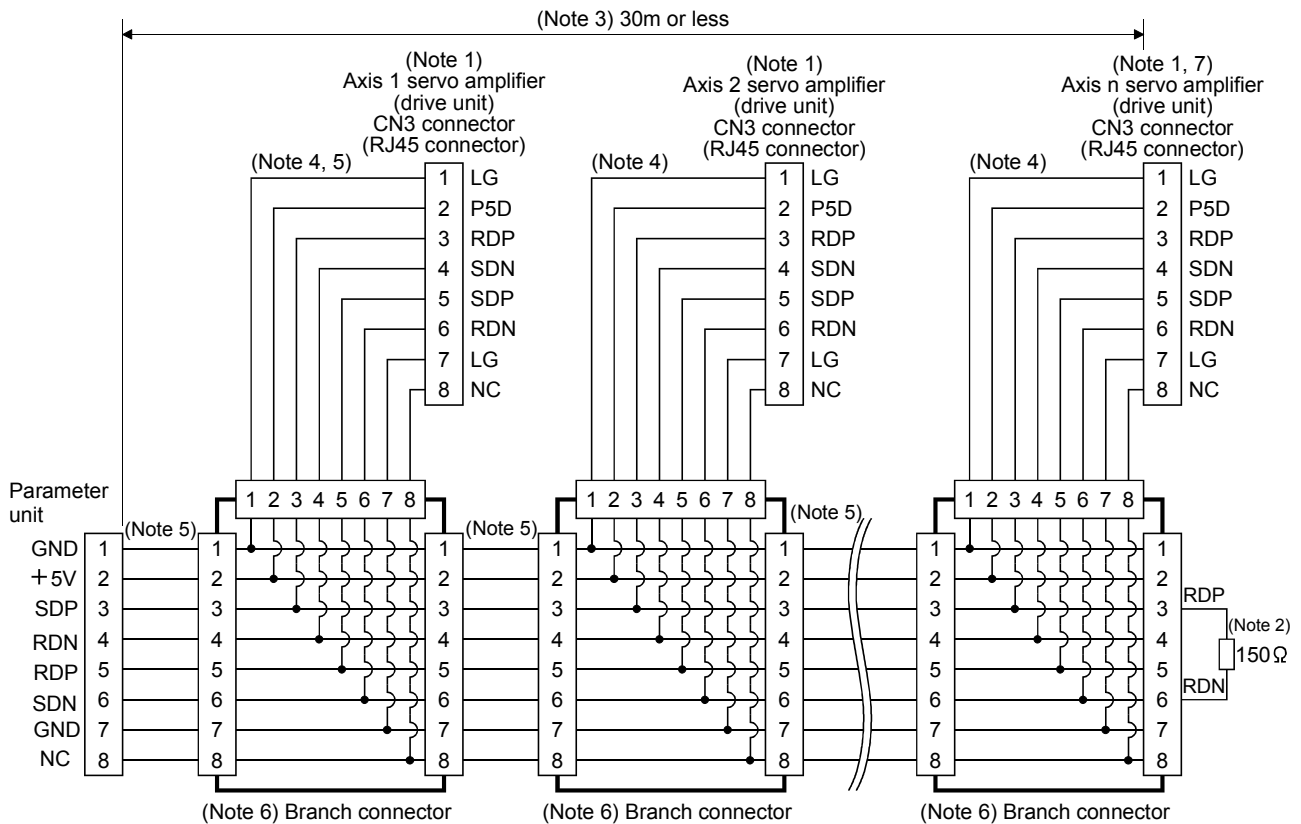 (Note 3) 30m or less
(Note 1)
Axis 1 servo amplifier
(drive unit)
CN3 connector
(RJ45 connector)
(Note 1)
Axis 2 servo amplifier
(drive unit)
CN3 connector
(RJ45 connector)
(Note 1, 7)
Axis n servo amplifier
(drive unit)
CN3 connector
(RJ45 connector)
(Note 4, 5)
1 LG
2 P5D
3 RDP
4 SDN
5 SDP
6 RDN
7 LG
8 NC
(Note 4)
1 LG
2 P5D
3 RDP
4 SDN
5 SDP
6 RDN
7 LG
8 NC
(Note 4)
1 LG
2 P5D
3 RDP
4 SDN
5 SDP
6 RDN
7 LG
8 NC
Parameter
unit
(Note 5)
GND 1
+5V 2
SDP 3
RDN 4
RDP 5
SDN 6
GND 7
NC 8
1 2 3 4 5 6 7 8
1
2
3
4
5
6
7
8
1
2
3
4
5
6
7
8
(Note 6) Branch connector
(Note 5)
1 2 3 4 5 6 7 8
1
2
3
4
5
6
7
8
1
2
3
4
5
6
7
8
(Note 6) Branch connector
(Note 5)
1 2 3 4 5 6 7 8
1
2
3
4
5
6
7
8
1
2
3
4
5
6
7
8
(Note 6) Branch connector
RDP
(Note 2)
150Ω
RDN